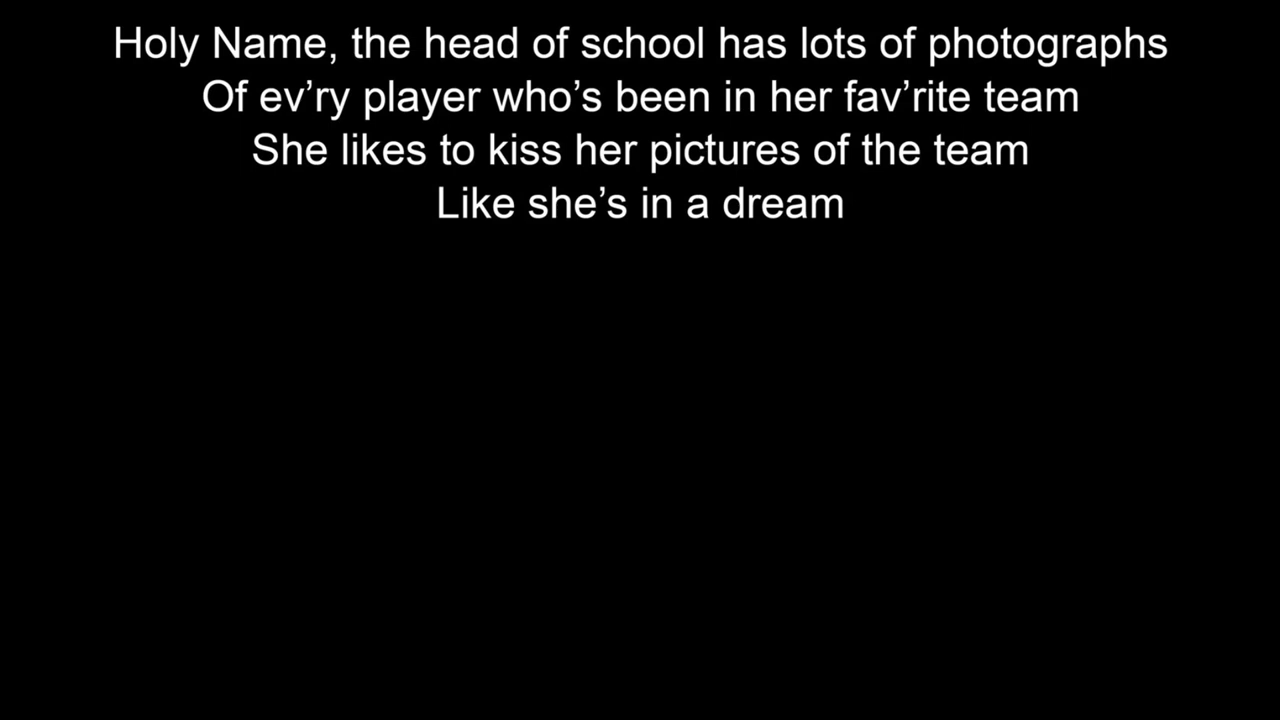 Holy Name, the head of school has lots of photographs
Of ev’ry player who’s been in her fav’rite team
She likes to kiss her pictures of the team
Like she’s in a dream